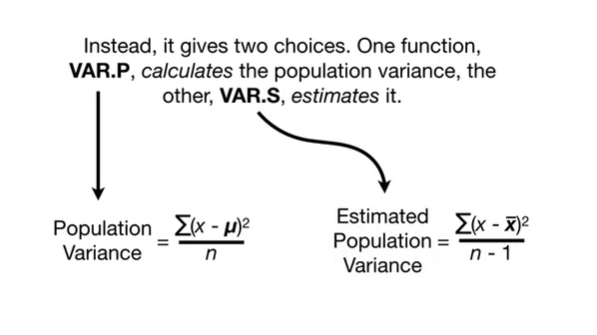 Instead, it gives two choices. One function,
VAR.P, calculates the population variance, the
other, VAR.S, estimates it.
Population Variance = ∑(x - μ)² / n
Estimated Population Variance = ∑(x - x̄)² / n - 1